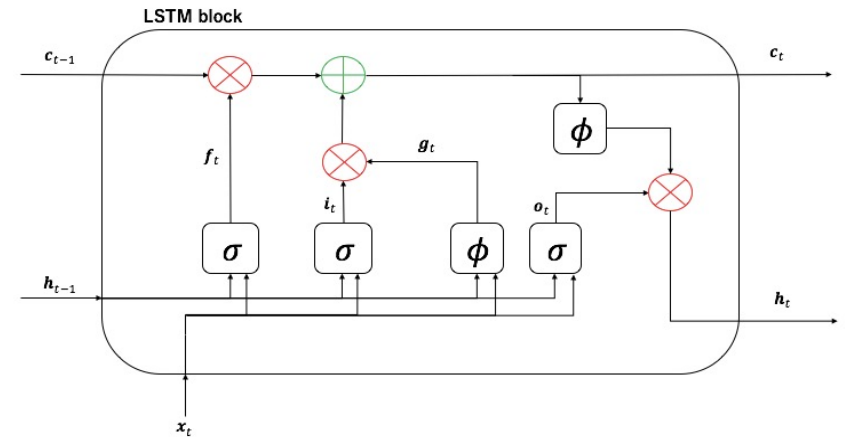 LSTM block
c_{t-1}
c_t
ϕ
f_t
g_t
i_t
o_t
σ
σ
ϕ
σ
h_{t-1}
h_t
x_t